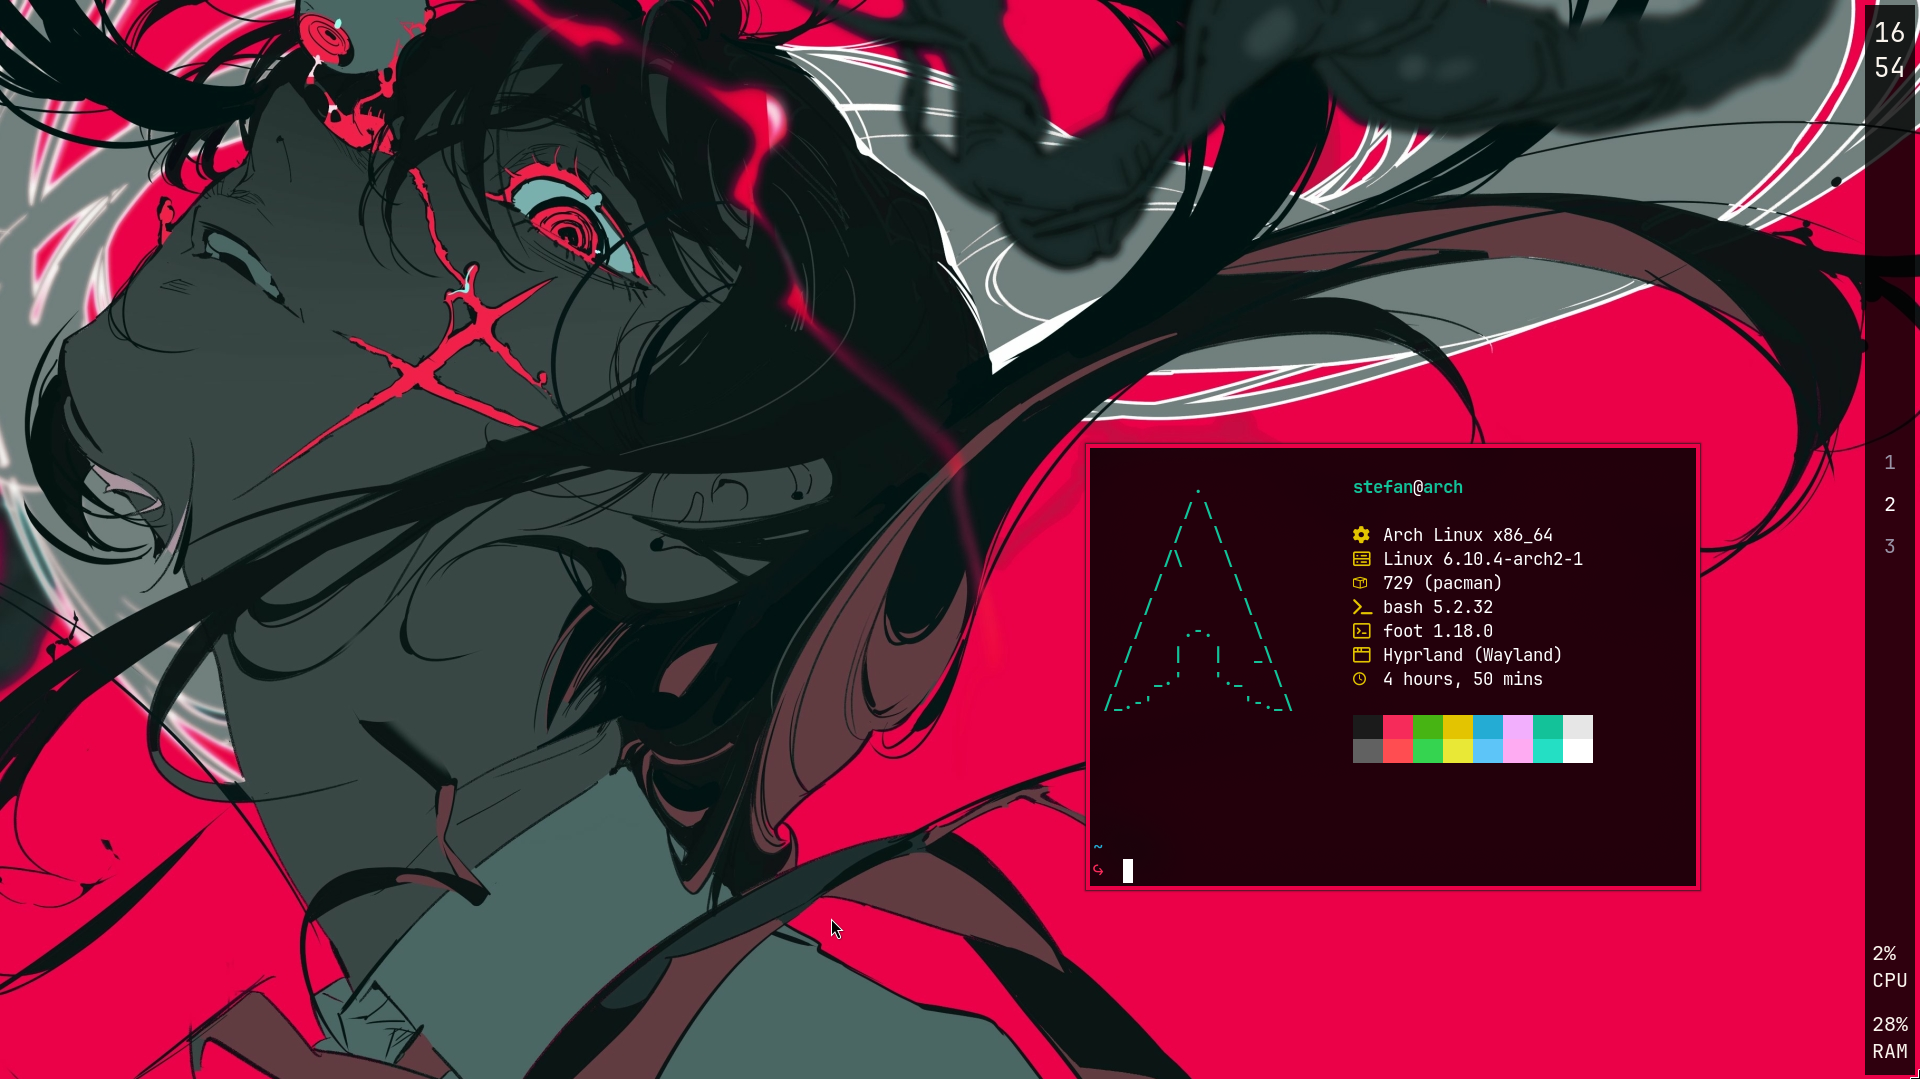 stefan@arch
Arch Linux x86_64
Linux 6.10.4-arch2-1
729 (pacman)
bash 5.2.32
foot 1.18.0
Hyprland (Wayland)
4 hours, 50 mins
~
16
54
1
2
3
2%
CPU
28%
RAM